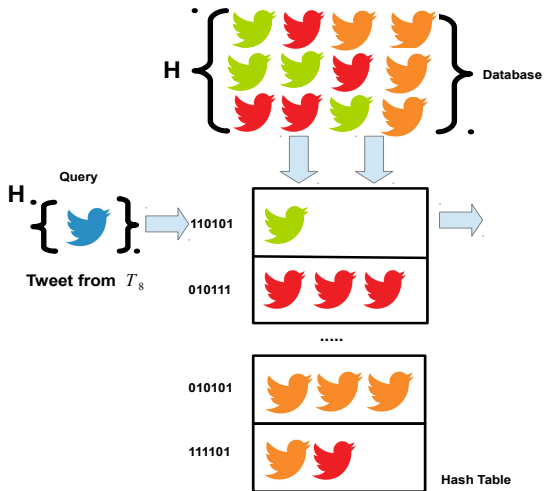 H
Database
Query
H
Tweet from T₈
110101
010111
.....
010101
111101
Hash Table